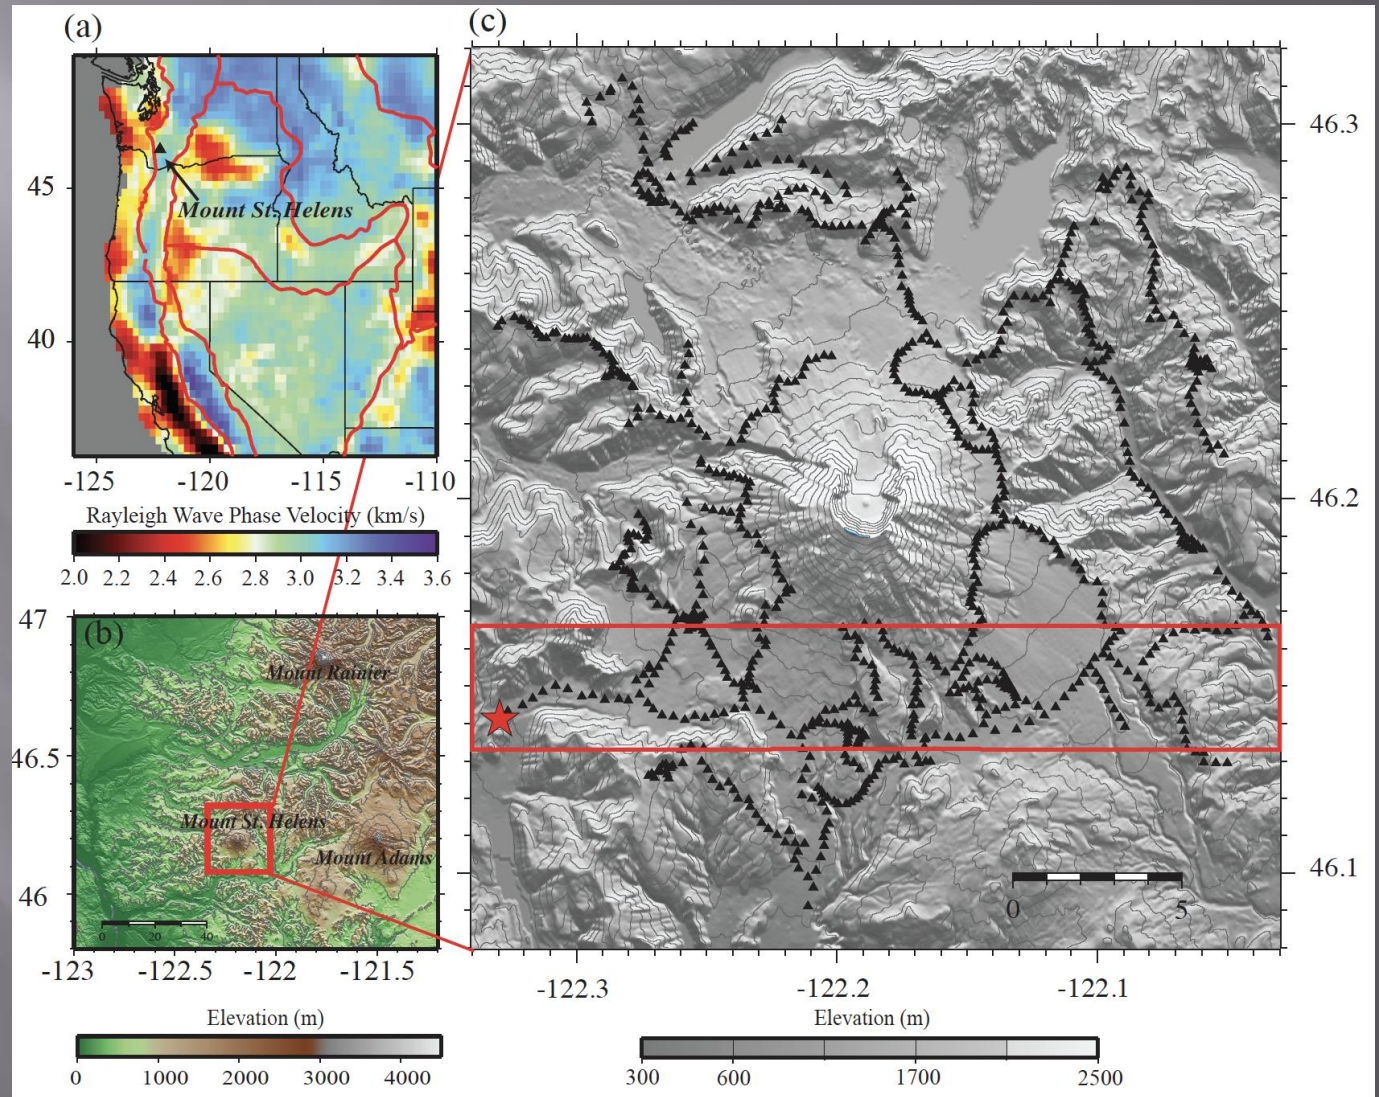 (a)
45
40
Mount St. Helens
-125 -120 -115 -110
Rayleigh Wave Phase Velocity (km/s)
2.0 2.2 2.4 2.6 2.8 3.0 3.2 3.4 3.6
(b)
47
46.5
46
Mount Rainier
Mount St. Helens
Mount Adams
0 20 40
-123 -122.5 -122 -121.5
Elevation (m)
0 1000 2000 3000 4000
(c)
46.3
46.2
46.1
0 5
-122.3 -122.2 -122.1
Elevation (m)
300 600 1700 2500